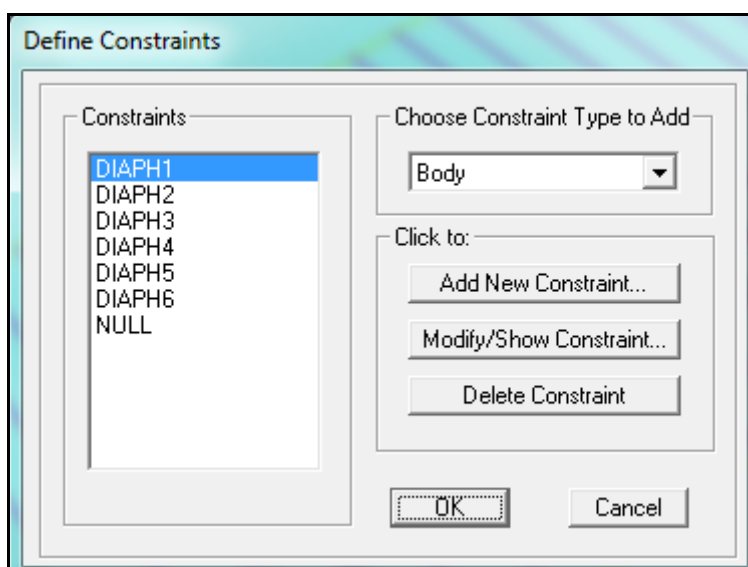 Define Constraints
Constraints
DIAPH1
DIAPH2
DIAPH3
DIAPH4
DIAPH5
DIAPH6
NULL
Choose Constraint Type to Add
Body
Click to:
Add New Constraint...
Modify/Show Constraint...
Delete Constraint
OK
Cancel